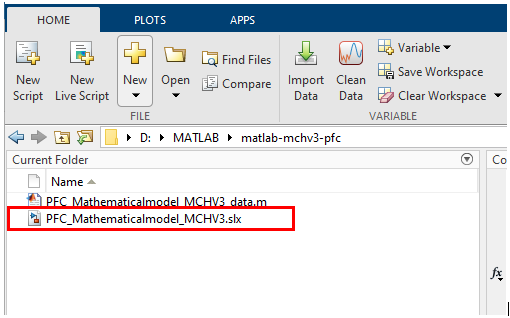 HOME PLOTS APPS
New Script
New Live Script
New
Open
Find Files
Compare
Import Data
Clean Data
Variable
Save Workspace
Clear Workspace
FILE VARIABLE
D: MATLAB matlab-mchv3-pfc
Current Folder
Co
Name
PFC_Mathematicalmodel_MCHV3_data.m
PFC_Mathematicalmodel_MCHV3.slx
fx